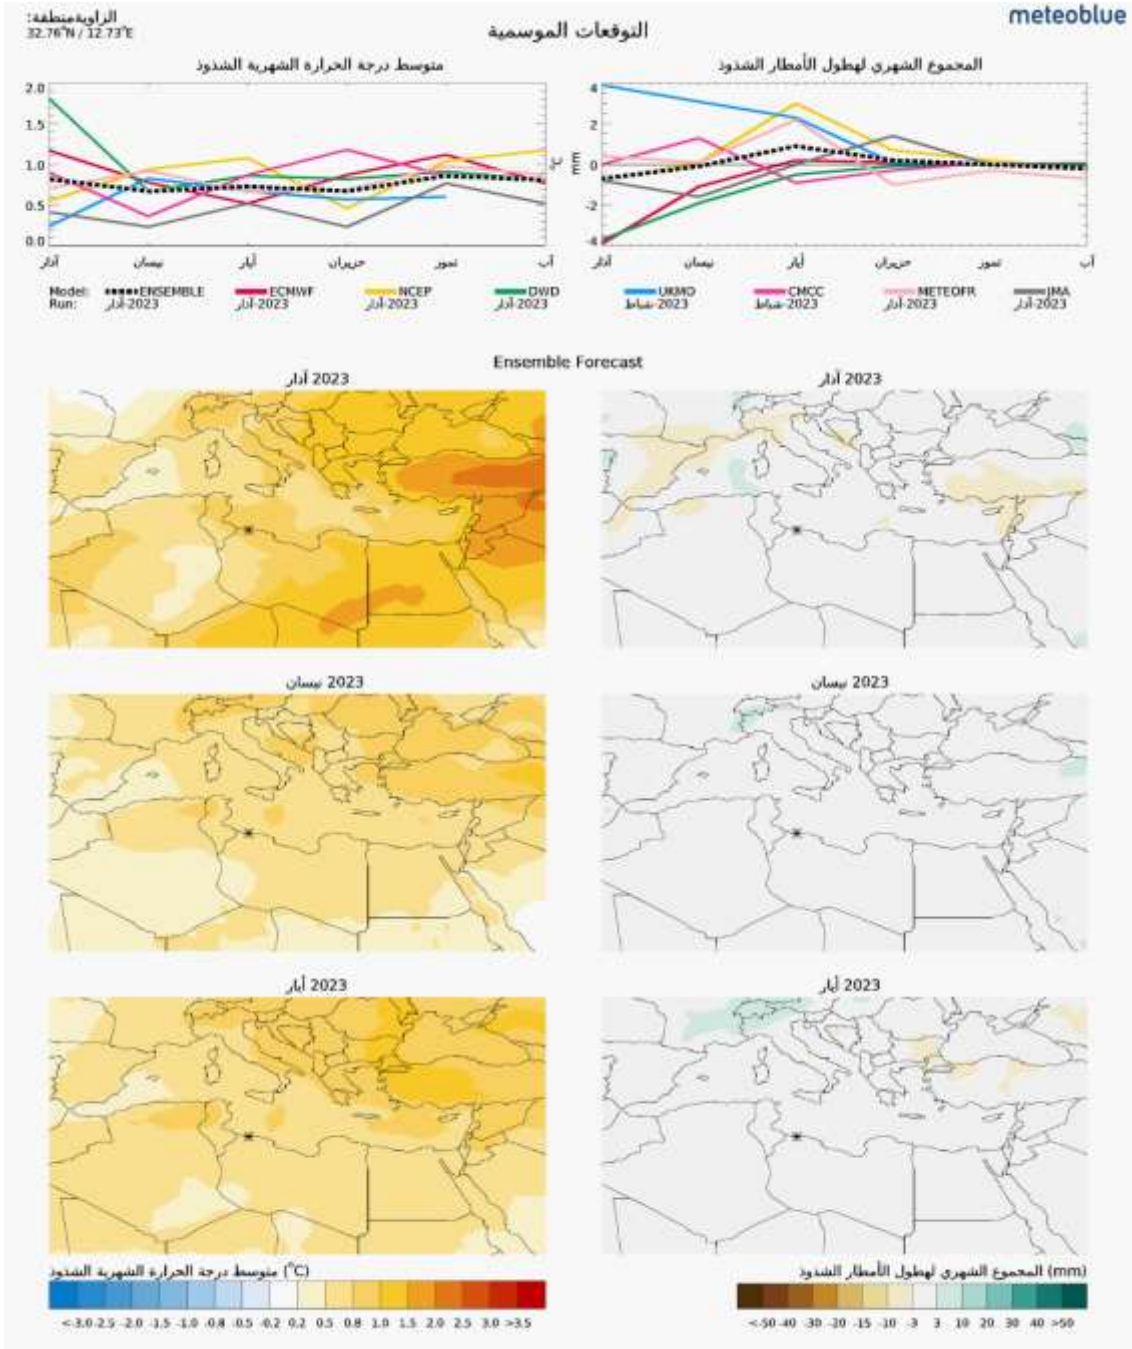 الزاويةمنطقة:
32.76°N / 12.73°E
meteoblue
التوقعات الموسمية
متوسط درجة الحرارة الشهرية الشذوذ
المجموع الشهري لهطول الأمطار الشذوذ
2.0
1.5
1.0
0.5
0.0
°C
آذار نيسان أيار حزيران تموز آب
4
2
0
-2
-4
mm
آذار نيسان أيار حزيران تموز آب
Model: ENSEMBLE ECMWF NCEP DWD UKMO CMCC METEOFR JMA
Run: آذار-2023 آذار-2023 آذار-2023 آذار-2023 شباط-2023 شباط-2023 آذار-2023 آذار-2023
Ensemble Forecast
آذار 2023
آذار 2023
نيسان 2023
نيسان 2023
أيار 2023
أيار 2023
متوسط درجة الحرارة الشهرية الشذوذ (°C)
<-3.0 -2.5 -2.0 -1.5 -1.0 -0.8 -0.5 -0.2 0.2 0.5 0.8 1.0 1.5 2.0 2.5 3.0 >3.5
المجموع الشهري لهطول الأمطار الشذوذ (mm)
<-50 -40 -30 -20 -15 -10 -3 3 10 20 30 40 >50